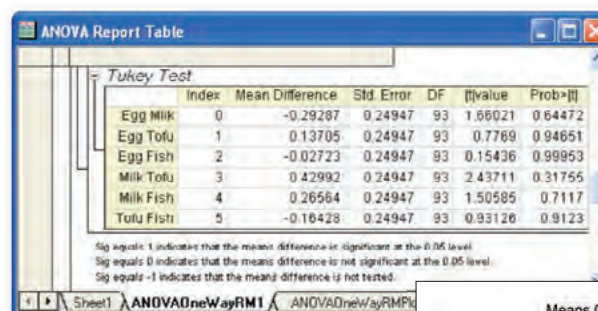 ANOVA Report Table
Tukey Test
Index Mean Difference Std. Error DF |t|value Prob>|t|
Egg Milk 0 -0.29287 0.24947 93 1.66021 0.64472
Egg Tofu 1 0.13705 0.24947 93 0.7769 0.94651
Egg Fish 2 -0.02723 0.24947 93 0.15436 0.99953
Milk Tofu 3 0.42992 0.24947 93 2.43711 0.31755
Milk Fish 4 0.26564 0.24947 93 1.50585 0.7117
Tofu Fish 5 -0.16428 0.24947 93 0.93126 0.9123
Sig equals 1 indicates that the means difference is significant at the 0.05 level.
Sig equals 0 indicates that the means difference is not significant at the 0.05 level.
Sig equals -1 indicates that the means difference is not tested.
Sheet1 ANOVAOneWayRM1 ANOVAOneWayRMPlo
Means